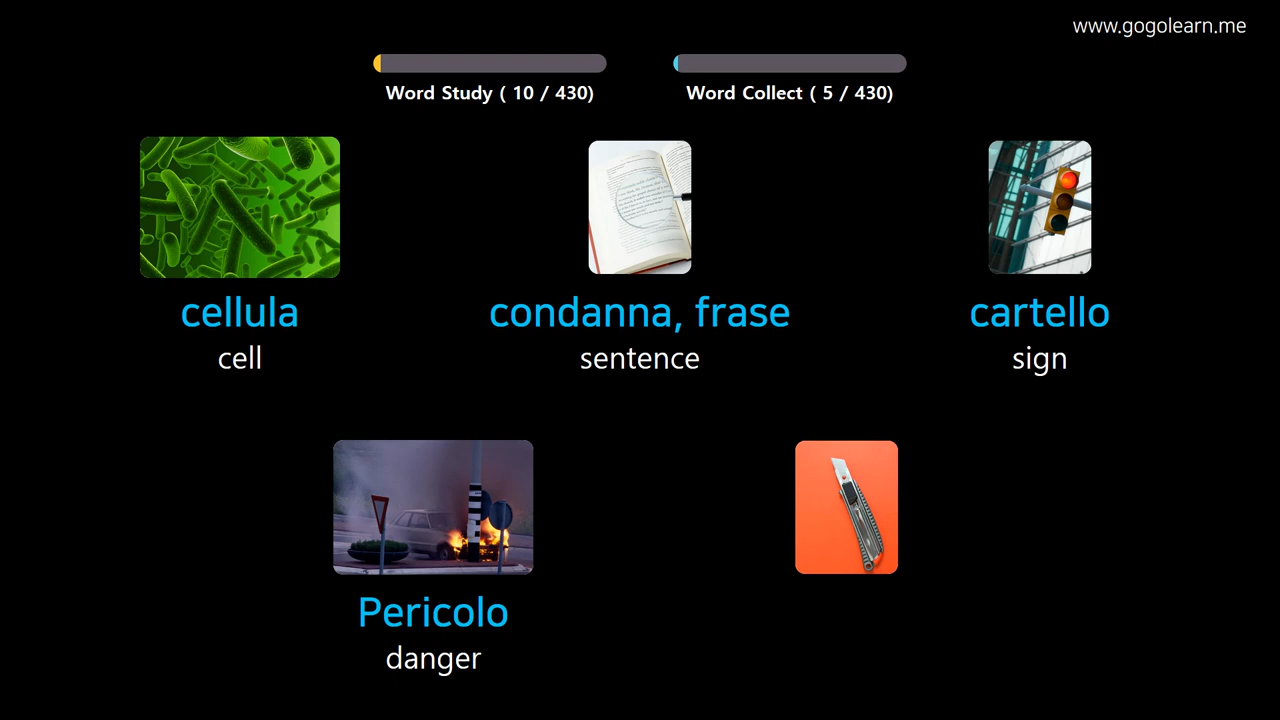 www.gogolearn.me
Word Study ( 10 / 430)
Word Collect ( 5 / 430)
cellula
cell
condanna, frase
sentence
cartello
sign
Pericolo
danger